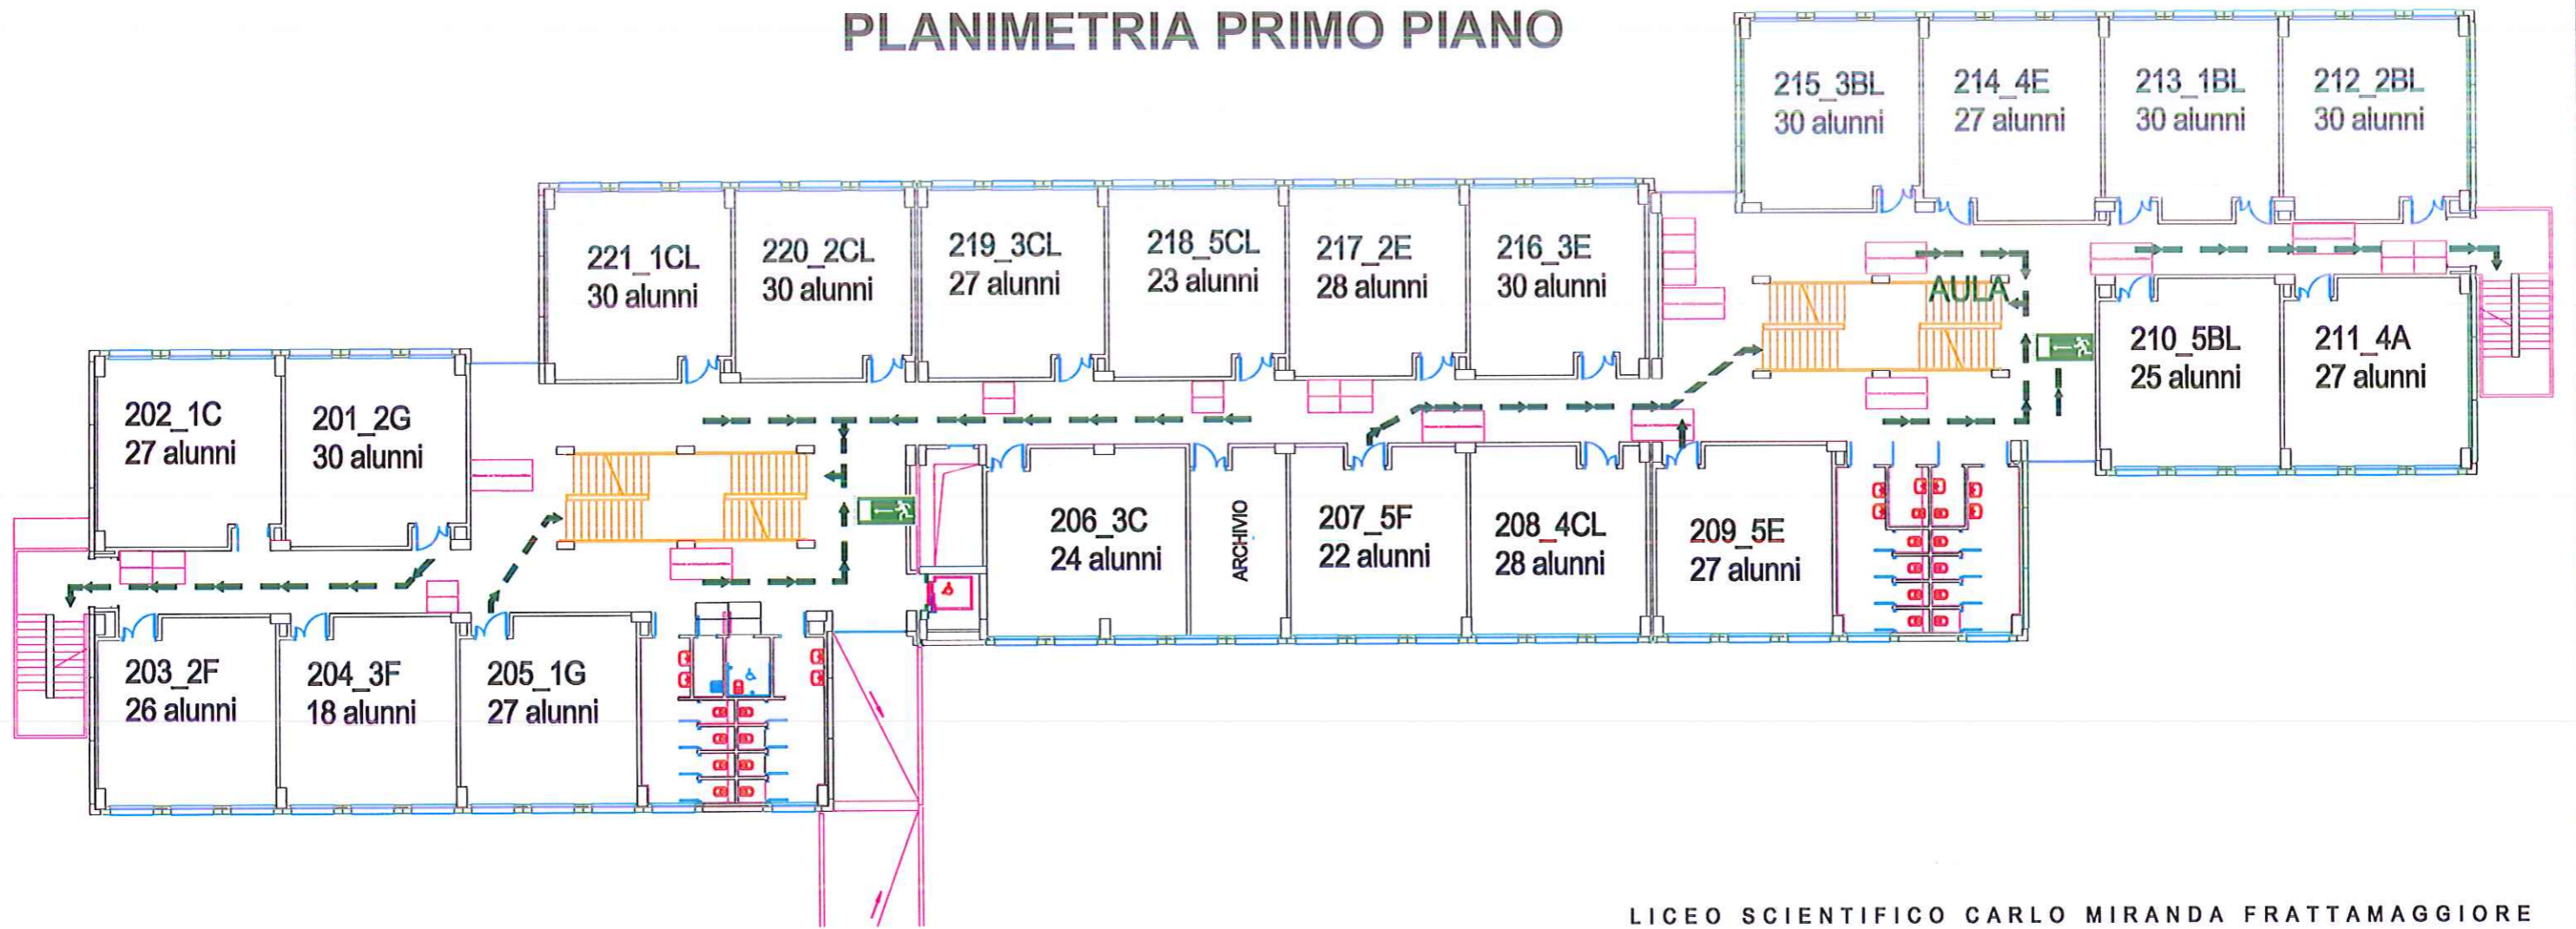 PLANIMETRIA PRIMO PIANO
215_3BL
30 alunni
214_4E
27 alunni
213_1BL
30 alunni
212_2BL
30 alunni
221_1CL
30 alunni
220_2CL
30 alunni
219_3CL
27 alunni
218_5CL
23 alunni
217_2E
28 alunni
216_3E
30 alunni
AULA
210_5BL
25 alunni
211_4A
27 alunni
202_1C
27 alunni
201_2G
30 alunni
206_3C
24 alunni
ARCHIVIO
207_5F
22 alunni
208_4CL
28 alunni
209_5E
27 alunni
203_2F
26 alunni
204_3F
18 alunni
205_1G
27 alunni
LICEO SCIENTIFICO CARLO MIRANDA FRATTAMAGGIORE